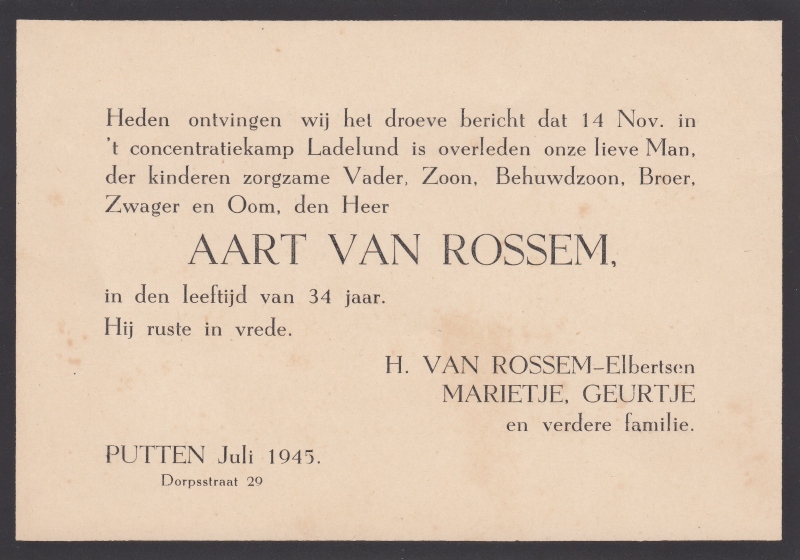 Heden ontvingen wij het droeve bericht dat 14 Nov. in
't concentratiekamp Ladelund is overleden onze lieve Man,
der kinderen zorgzame Vader, Zoon, Behuwdzoon, Broer,
Zwager en Oom, den Heer
AART VAN ROSSEM,
in den leeftijd van 34 jaar.
Hij ruste in vrede.
H. VAN ROSSEM-Elbertsen
MARIETJE, GEURTJE
en verdere familie.
PUTTEN Juli 1945.
Dorpsstraat 29